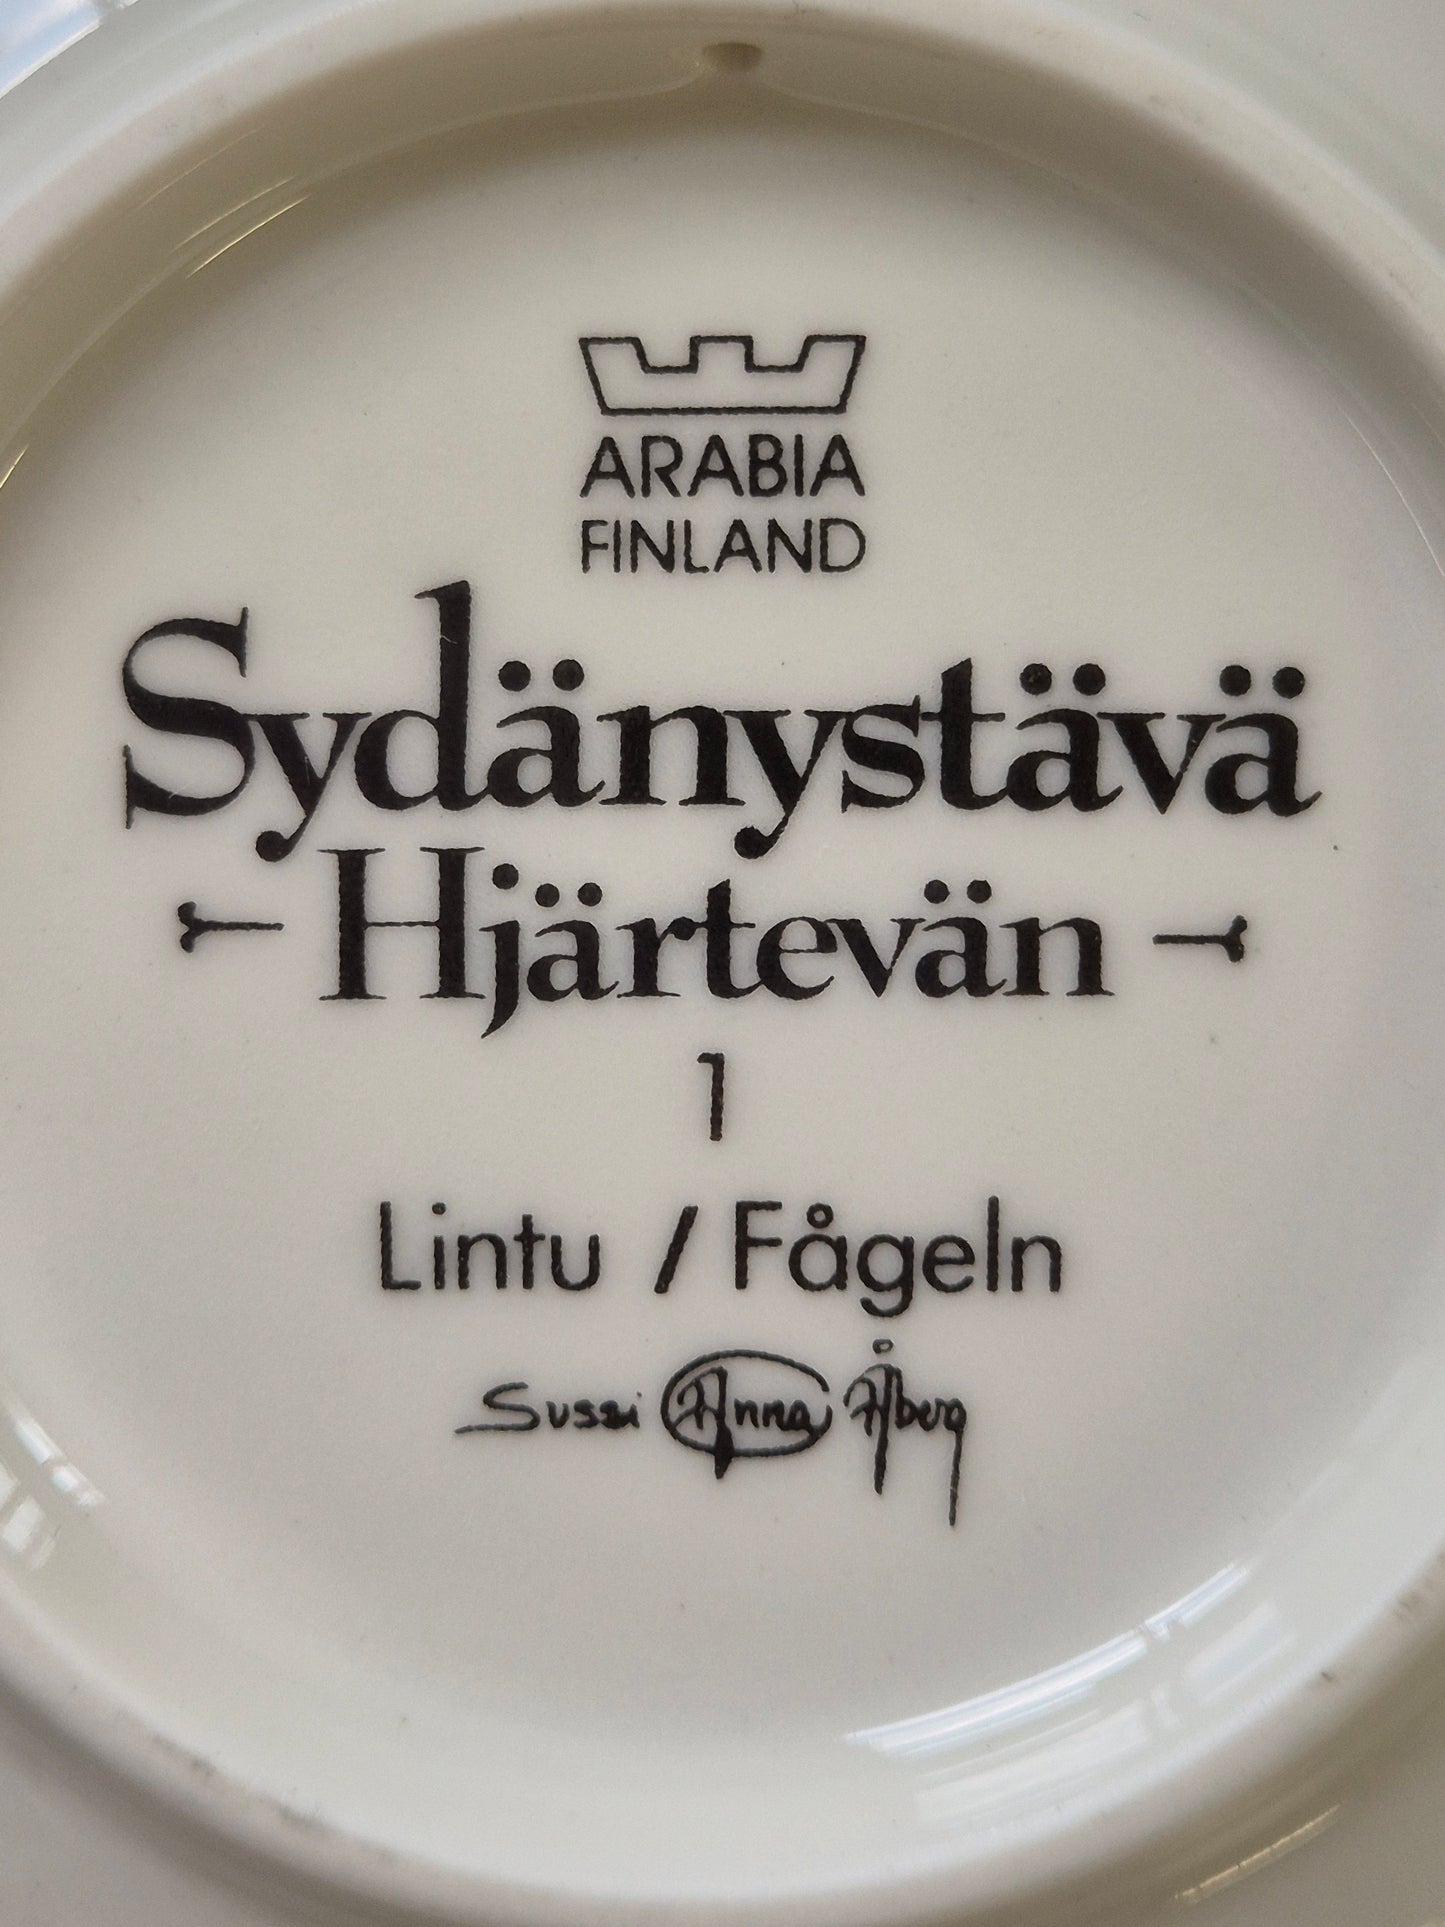 ARABIA
FINLAND
Sydänystävä
Hjärtevän
1
Lintu / Fågeln
Sussi Anna Åberg